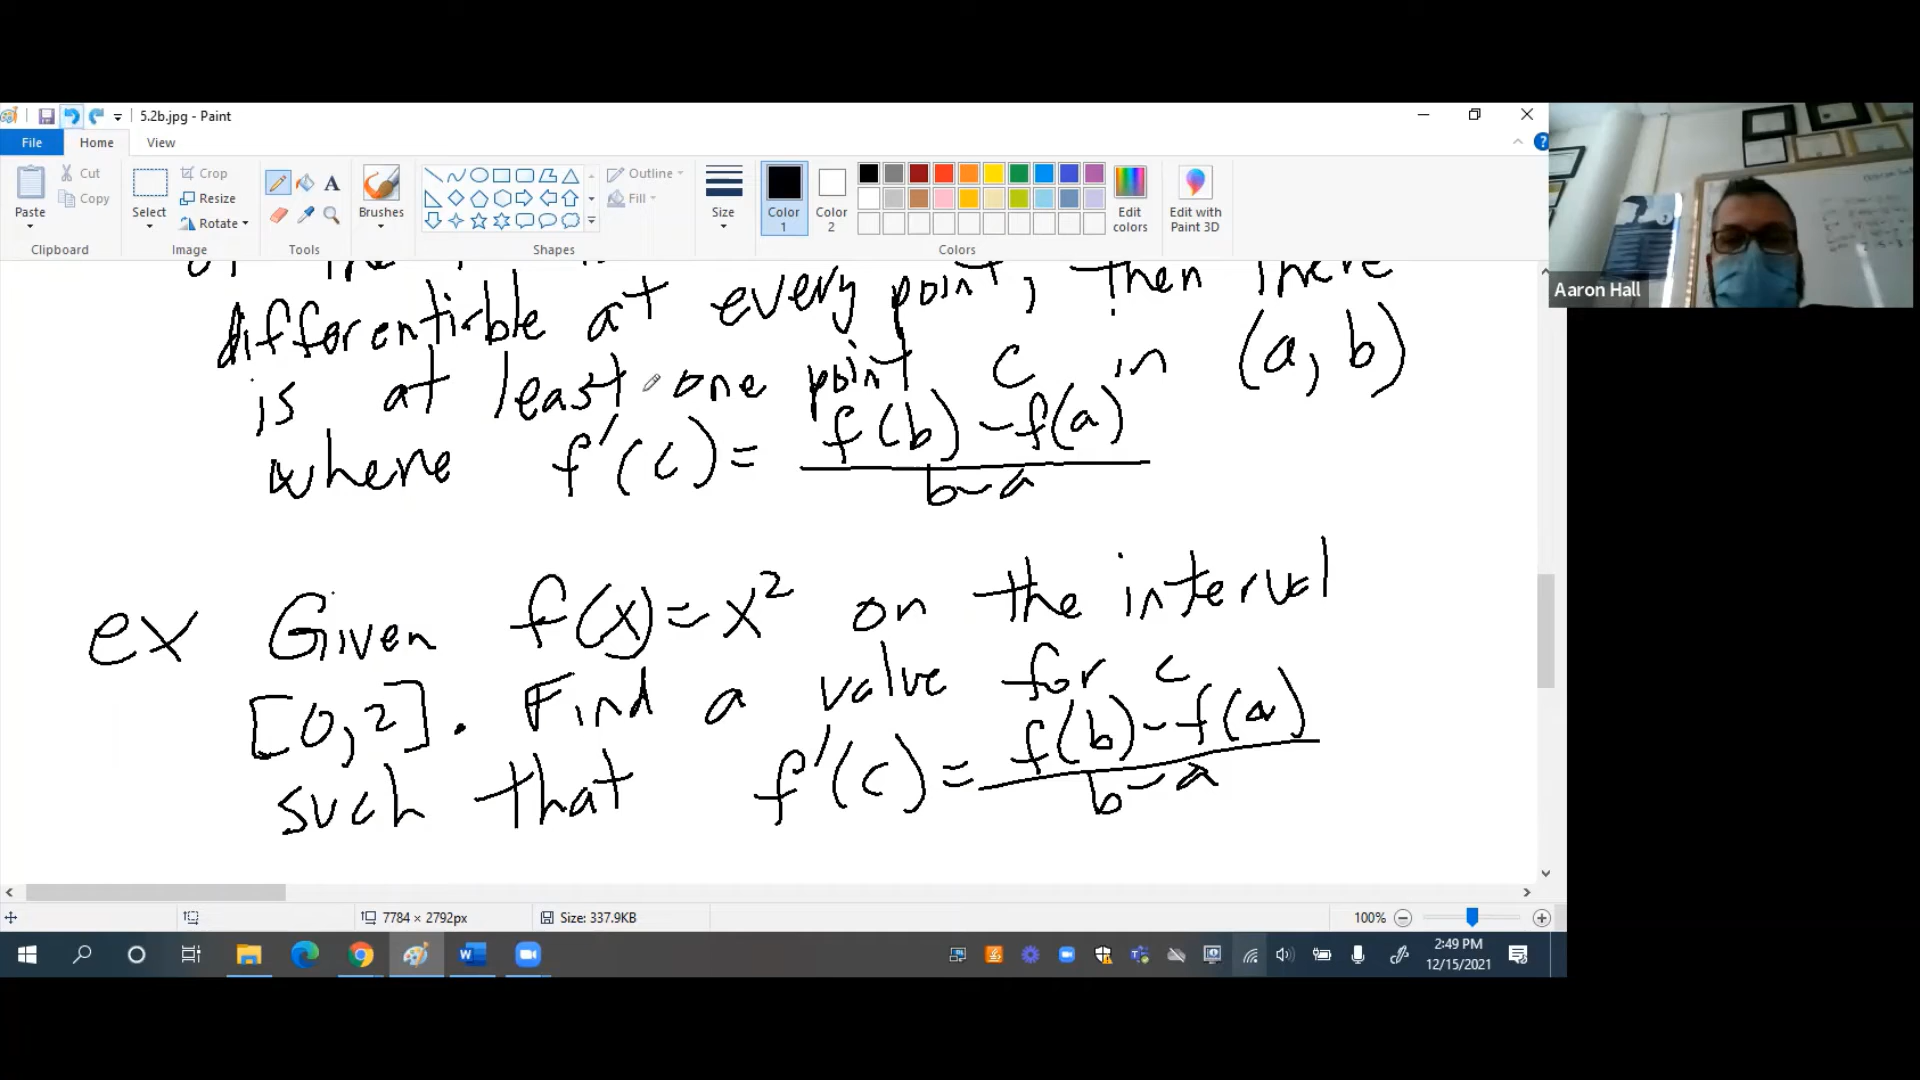 5.2b.jpg - Paint
File Home View
Paste
Cut
Copy
Clipboard
Select
Crop
Resize
Rotate
Image
Tools
Brushes
Shapes
Outline
Fill
Size
Color 1
Color 2
Colors
Edit colors
Edit with Paint 3D
Aaron Hall
differentiable at every point, then there
is at least one point c in (a, b)
where f'(c) = f(b) - f(a) / b - a
ex Given f(x) = x² on the interval
[0,2]. Find a value for c
such that f'(c) = f(b) - f(a) / b - a
7784 × 2792px
Size: 337.9KB
100%
2:49 PM
12/15/2021